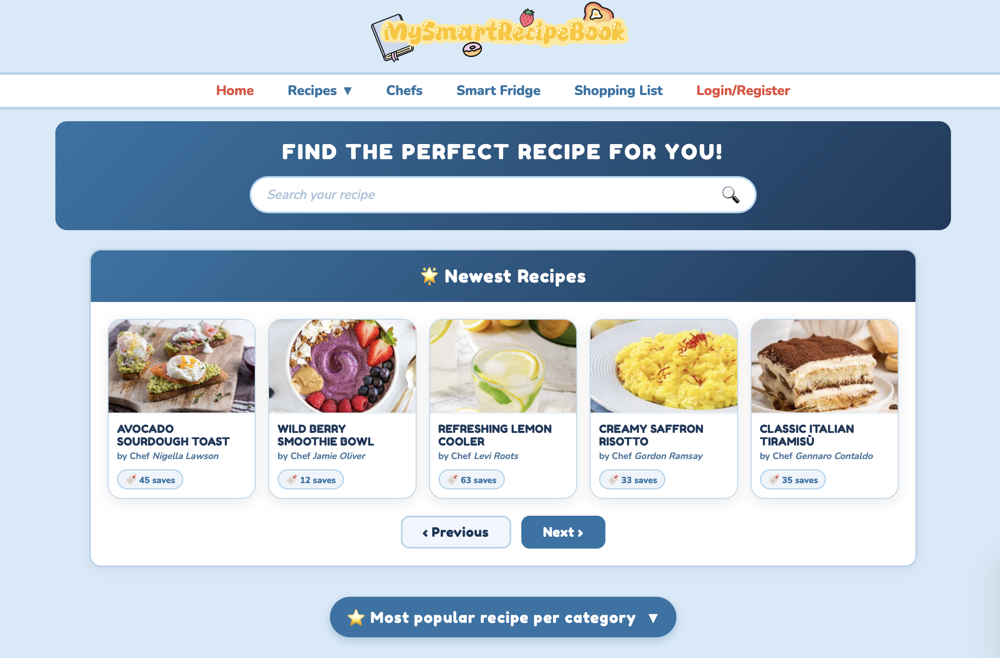 MySmartRecipeBook
Home Recipes ▼ Chefs Smart Fridge Shopping List Login/Register
FIND THE PERFECT RECIPE FOR YOU!
Search your recipe
Newest Recipes
AVOCADO
SOURDOUGH TOAST
by Chef Nigella Lawson
45 saves
WILD BERRY
SMOOTHIE BOWL
by Chef Jamie Oliver
12 saves
REFRESHING LEMON
COOLER
by Chef Levi Roots
63 saves
CREAMY SAFFRON
RISOTTO
by Chef Gordon Ramsay
33 saves
CLASSIC ITALIAN
TIRAMISÙ
by Chef Gennaro Contaldo
35 saves
‹ Previous
Next ›
Most popular recipe per category ▼